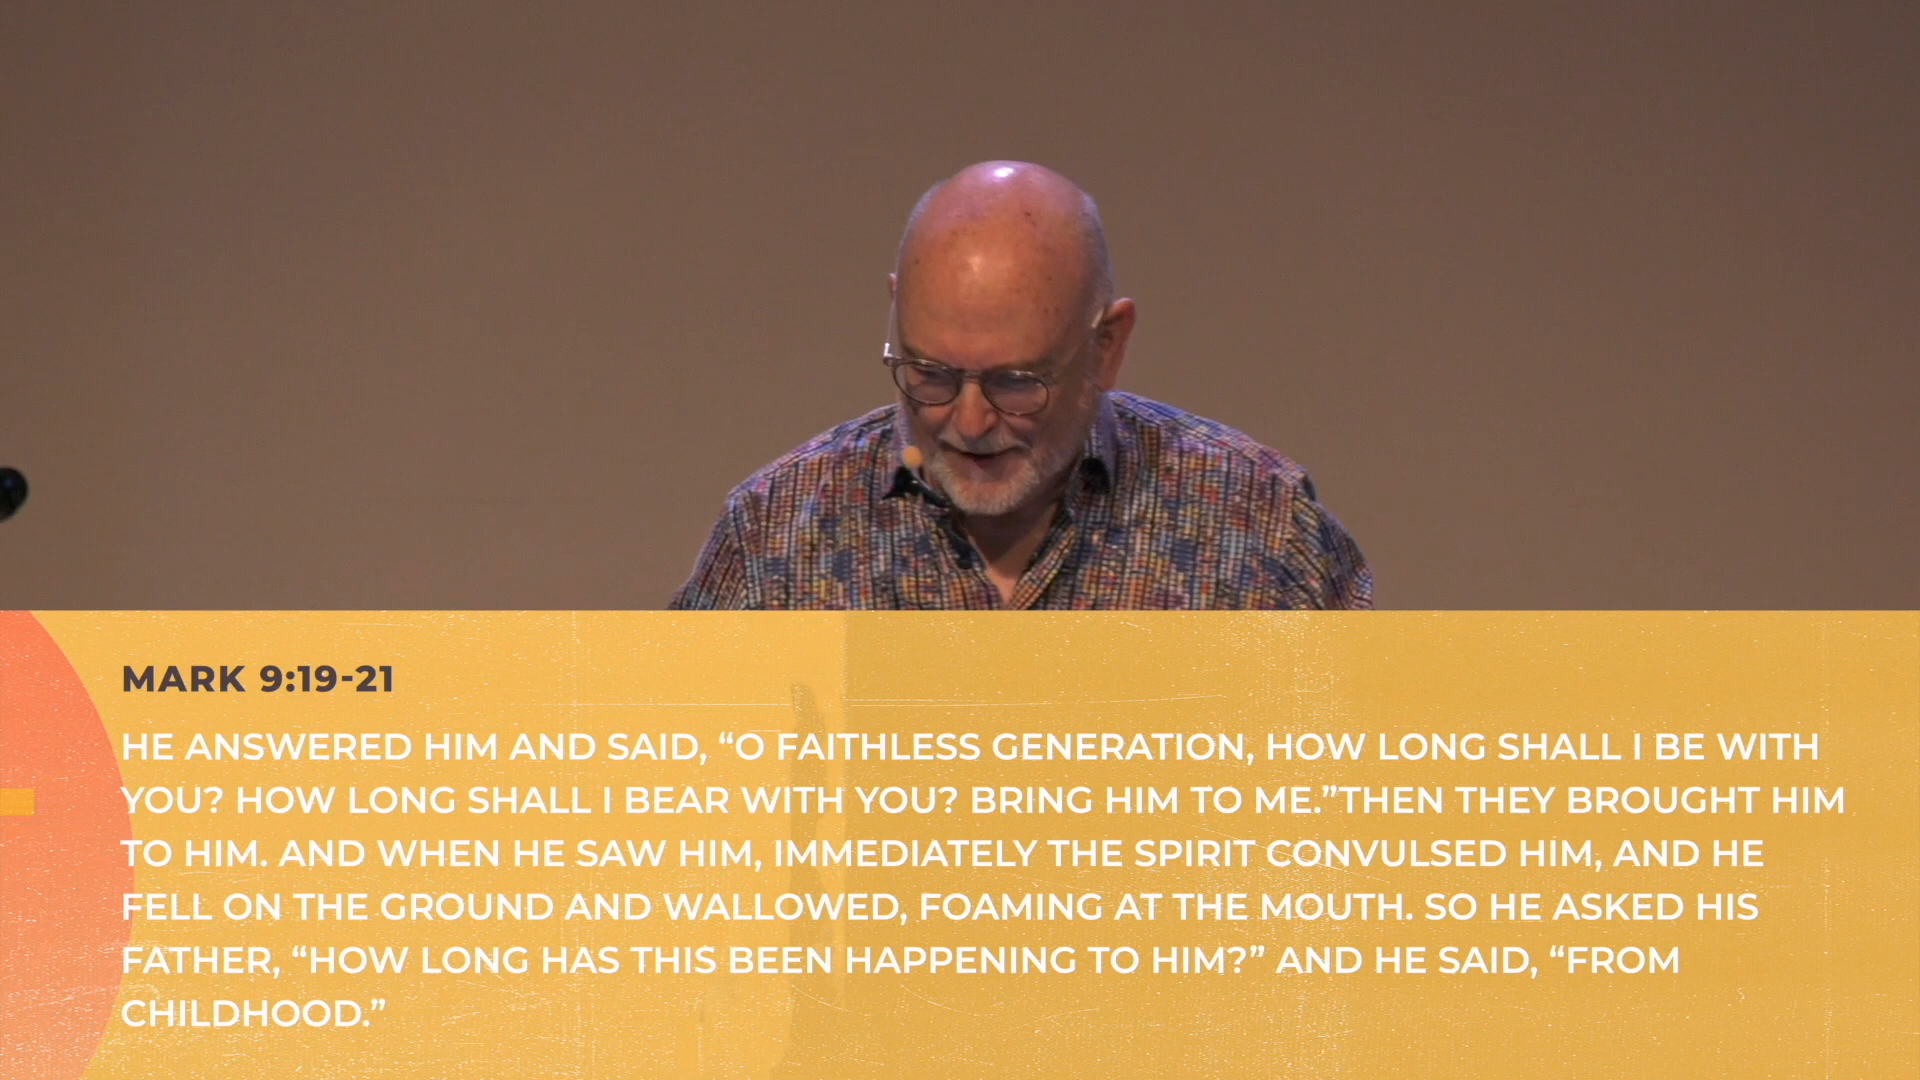 MARK 9:19-21
HE ANSWERED HIM AND SAID, “O FAITHLESS GENERATION, HOW LONG SHALL I BE WITH
YOU? HOW LONG SHALL I BEAR WITH YOU? BRING HIM TO ME.”THEN THEY BROUGHT HIM
TO HIM. AND WHEN HE SAW HIM, IMMEDIATELY THE SPIRIT CONVULSED HIM, AND HE
FELL ON THE GROUND AND WALLOWED, FOAMING AT THE MOUTH. SO HE ASKED HIS
FATHER, “HOW LONG HAS THIS BEEN HAPPENING TO HIM?” AND HE SAID, “FROM
CHILDHOOD.”